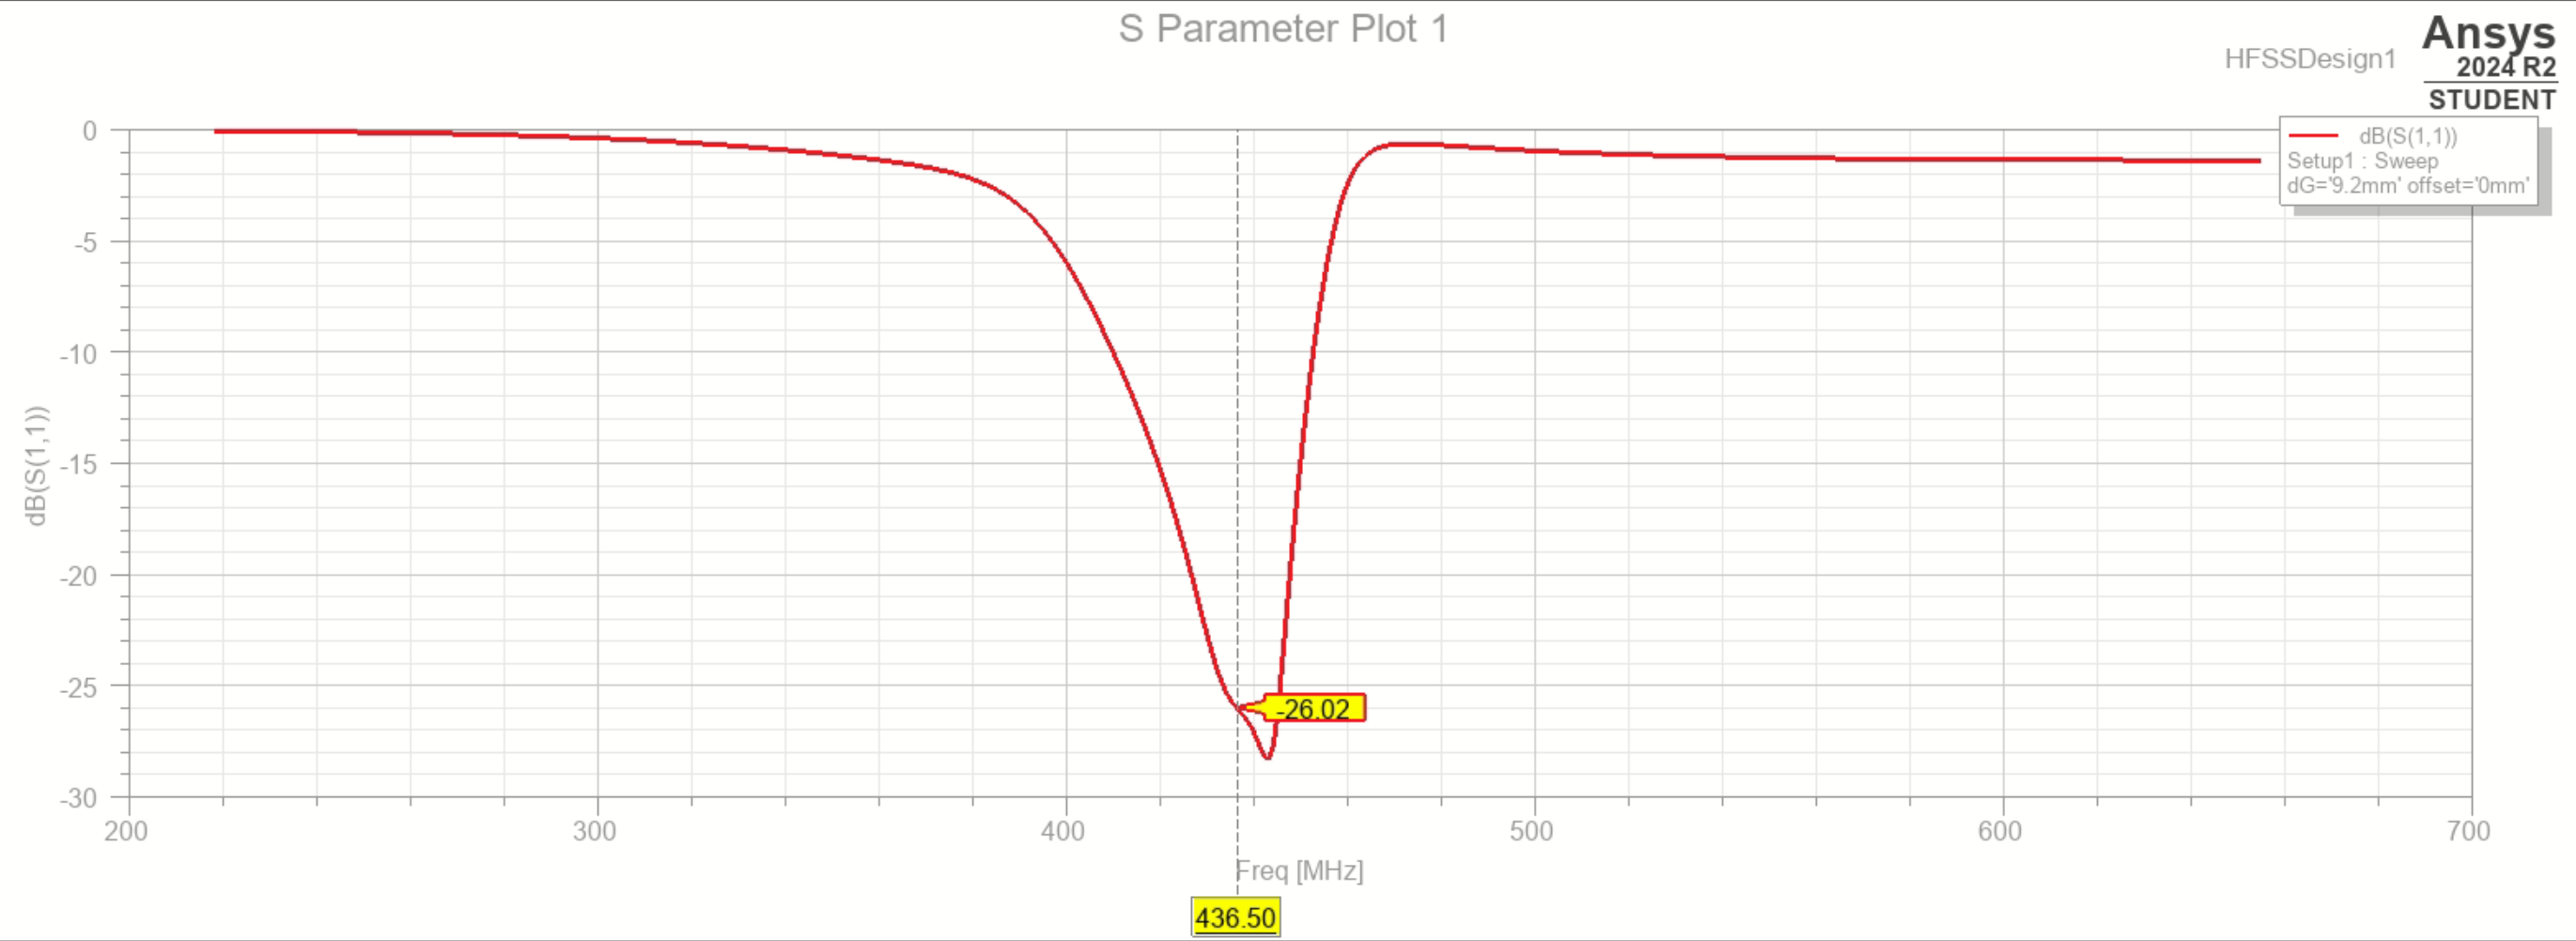 S Parameter Plot 1
HFSSDesign1
Ansys
2024 R2
STUDENT
dB(S(1,1))
Setup1 : Sweep
dG='9.2mm' offset='0mm'
0
-5
-10
-15
-20
-25
-30
dB(S(1,1))
-26.02
200
300
400
500
600
700
Freq [MHz]
436.50